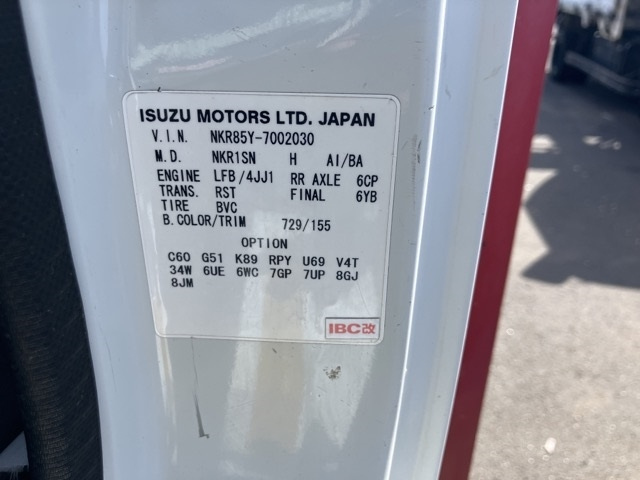 ISUZU MOTORS LTD. JAPAN
V.I.N. NKR85Y-7002030
M.D. NKR1SN H AI/BA
ENGINE LFB/4JJ1 RR AXLE 6CP
TRANS. RST FINAL 6YB
TIRE BVC
B.COLOR/TRIM 729/155
OPTION
C60 G51 K89 RPY U69 V4T
34W 6UE 6WC 7GP 7UP 8GJ
8JM
IBC改